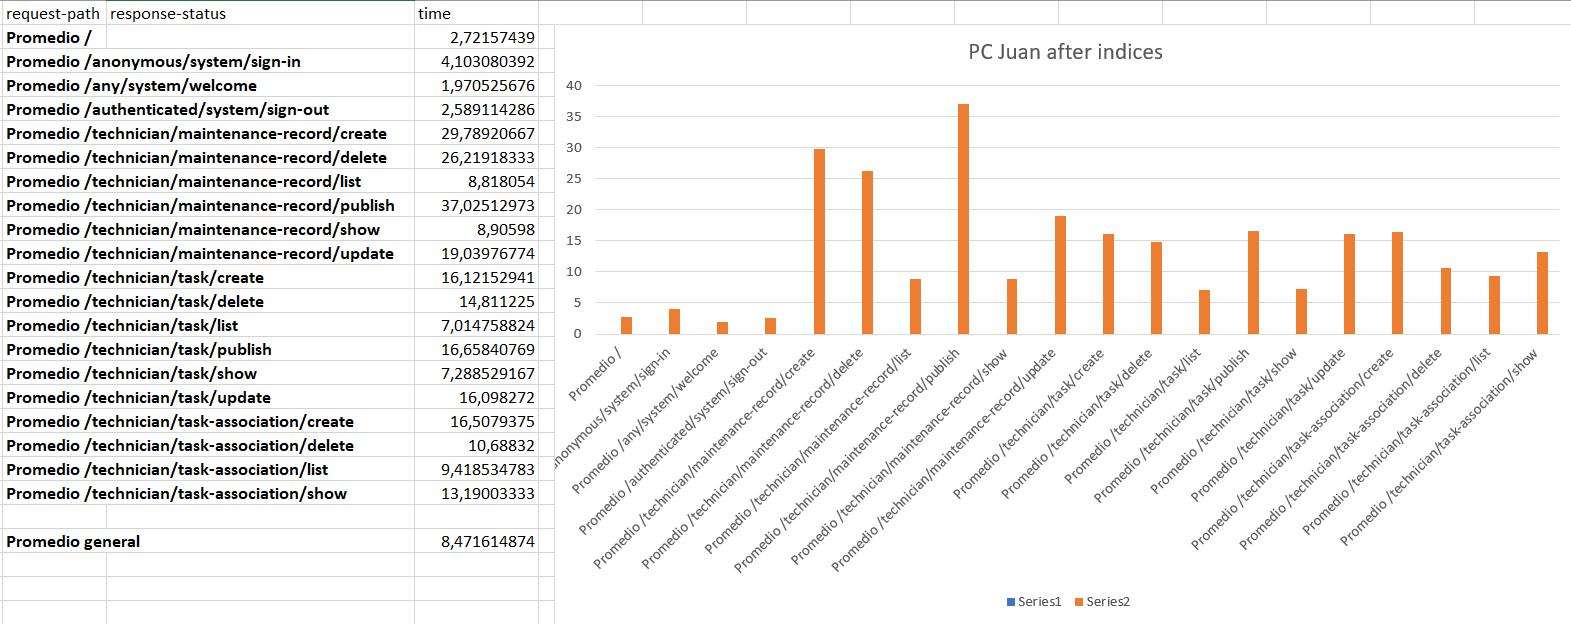 request-path response-status time
Promedio / 2,72157439
Promedio /anonymous/system/sign-in 4,103080392
Promedio /any/system/welcome 1,970525676
Promedio /authenticated/system/sign-out 2,589114286
Promedio /technician/maintenance-record/create 29,78920667
Promedio /technician/maintenance-record/delete 26,21918333
Promedio /technician/maintenance-record/list 8,818054
Promedio /technician/maintenance-record/publish 37,02512973
Promedio /technician/maintenance-record/show 8,90598
Promedio /technician/maintenance-record/update 19,03976774
Promedio /technician/task/create 16,12152941
Promedio /technician/task/delete 14,811225
Promedio /technician/task/list 7,014758824
Promedio /technician/task/publish 16,65840769
Promedio /technician/task/show 7,288529167
Promedio /technician/task/update 16,098272
Promedio /technician/task-association/create 16,5079375
Promedio /technician/task-association/delete 10,68832
Promedio /technician/task-association/list 9,418534783
Promedio /technician/task-association/show 13,19003333
Promedio general 8,471614874
PC Juan after indices
40
35
30
25
20
15
10
5
0
Promedio /
anonymous/system/sign-in
Promedio /any/system/welcome
Promedio /authenticated/system/sign-out
Promedio /technician/maintenance-record/create
Promedio /technician/maintenance-record/delete
Promedio /technician/maintenance-record/list
Promedio /technician/maintenance-record/publish
Promedio /technician/maintenance-record/show
Promedio /technician/maintenance-record/update
Promedio /technician/task/create
Promedio /technician/task/delete
Promedio /technician/task/list
Promedio /technician/task/publish
Promedio /technician/task/show
Promedio /technician/task/update
Promedio /technician/task-association/create
Promedio /technician/task-association/delete
Promedio /technician/task-association/list
Promedio /technician/task-association/show
Series1 Series2